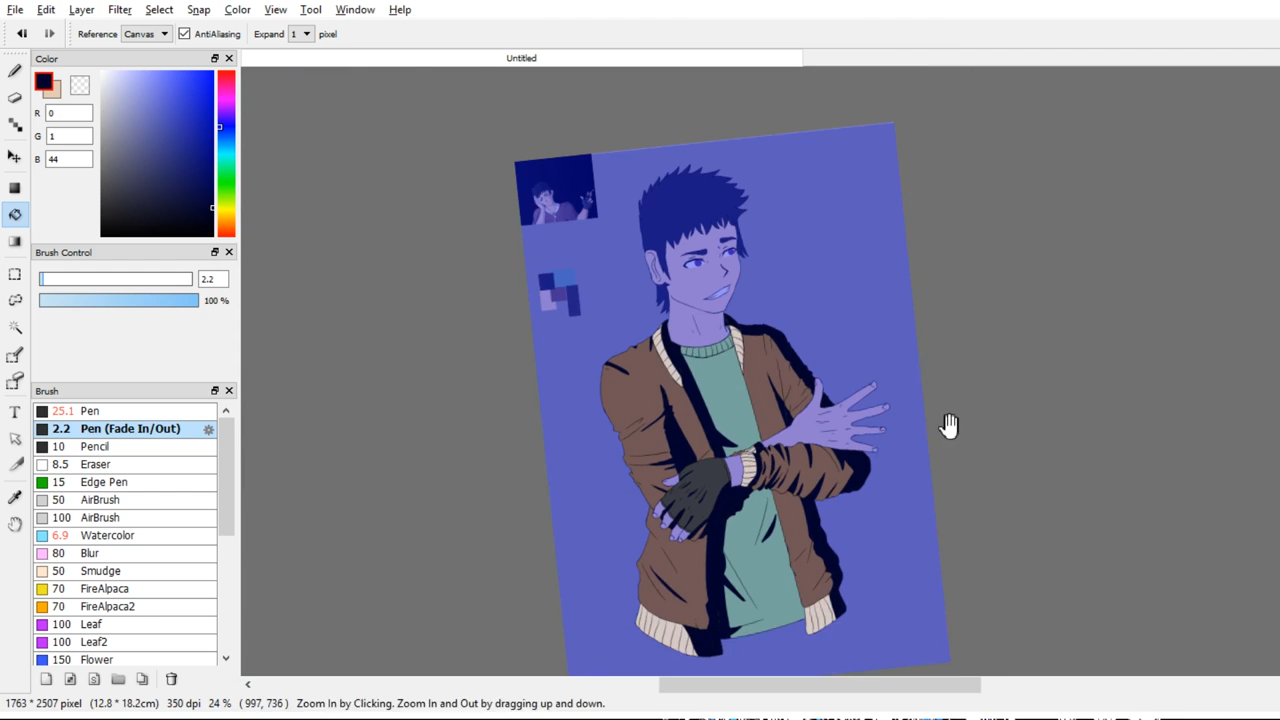 File Edit Layer Filter Select Snap Color View Tool Window Help
Reference Canvas AntiAliasing Expand 1 pixel
Color
Untitled
R 0
G 1
B 44
Brush Control
2.2
100 %
Brush
25.1 Pen
2.2 Pen (Fade In/Out)
10 Pencil
8.5 Eraser
15 Edge Pen
50 AirBrush
100 AirBrush
6.9 Watercolor
80 Blur
50 Smudge
70 FireAlpaca
70 FireAlpaca2
100 Leaf
100 Leaf2
150 Flower
1763 * 2507 pixel (12.8 * 18.2cm) 350 dpi 24 % ( 997, 736 ) Zoom In by Clicking. Zoom In and Out by dragging up and down.